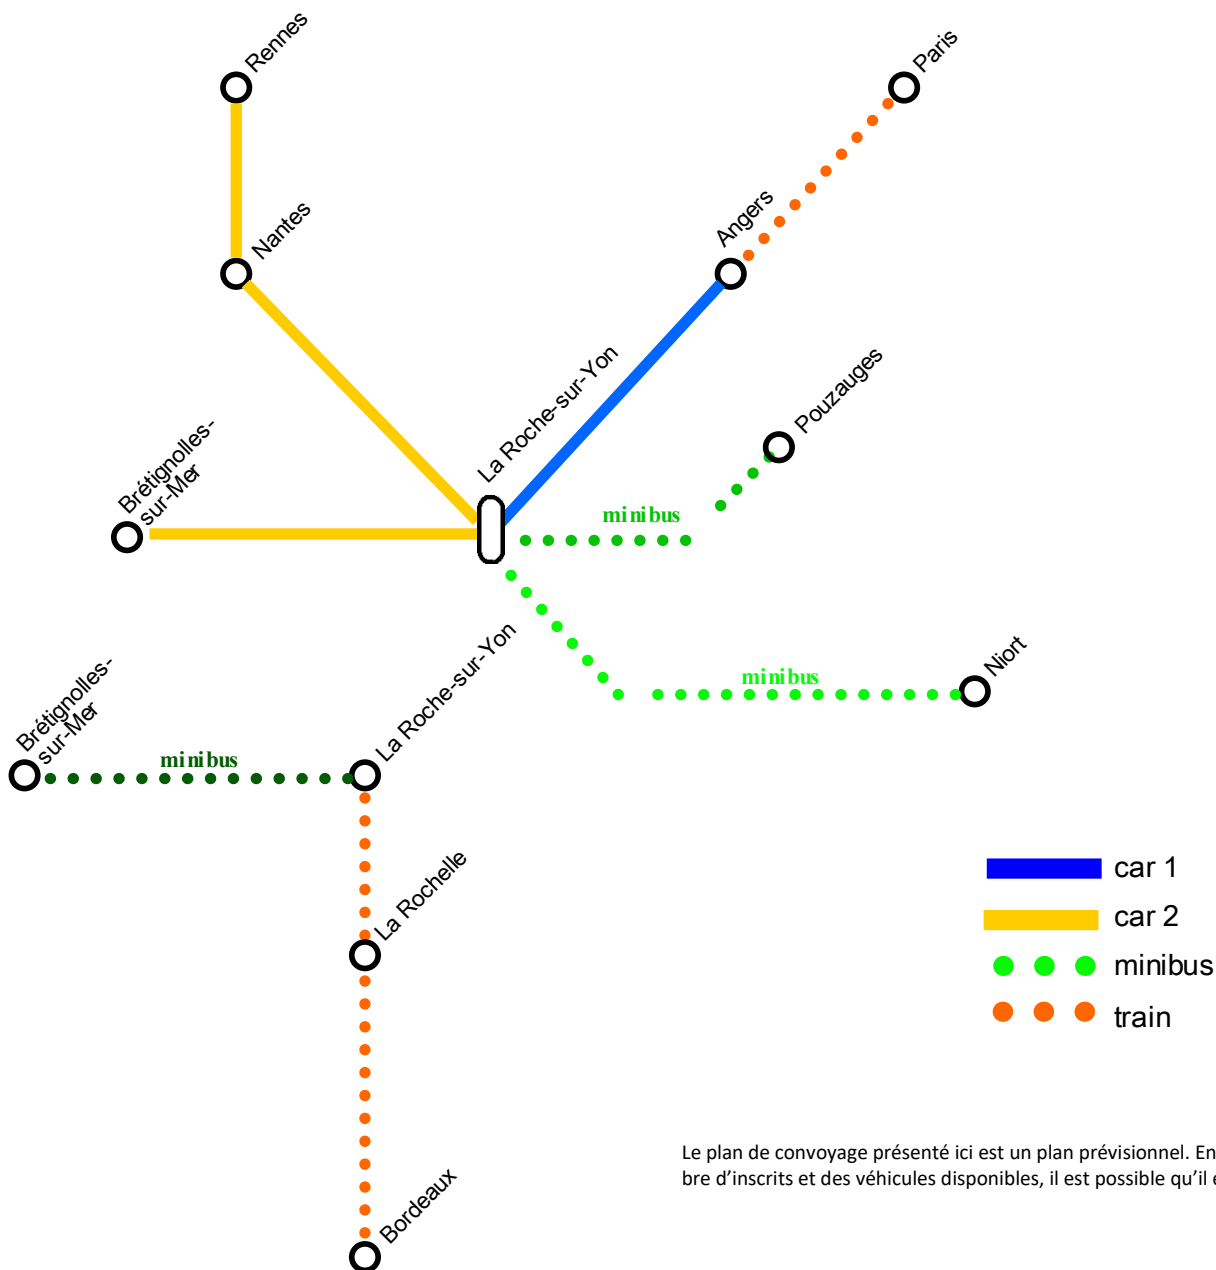 Rennes
Paris
Nantes
Angers
La Roche-sur-Yon
Pouzauges
Brétignolles-
sur-Mer
minibus
Niort
minibus
La Roche-sur-Yon
Brétignolles-
sur-Mer
minibus
La Rochelle
car 1
car 2
minibus
train
Le plan de convoyage présenté ici est un plan prévisionnel. En
bre d’inscrits et des véhicules disponibles, il est possible qu’il é
Bordeaux